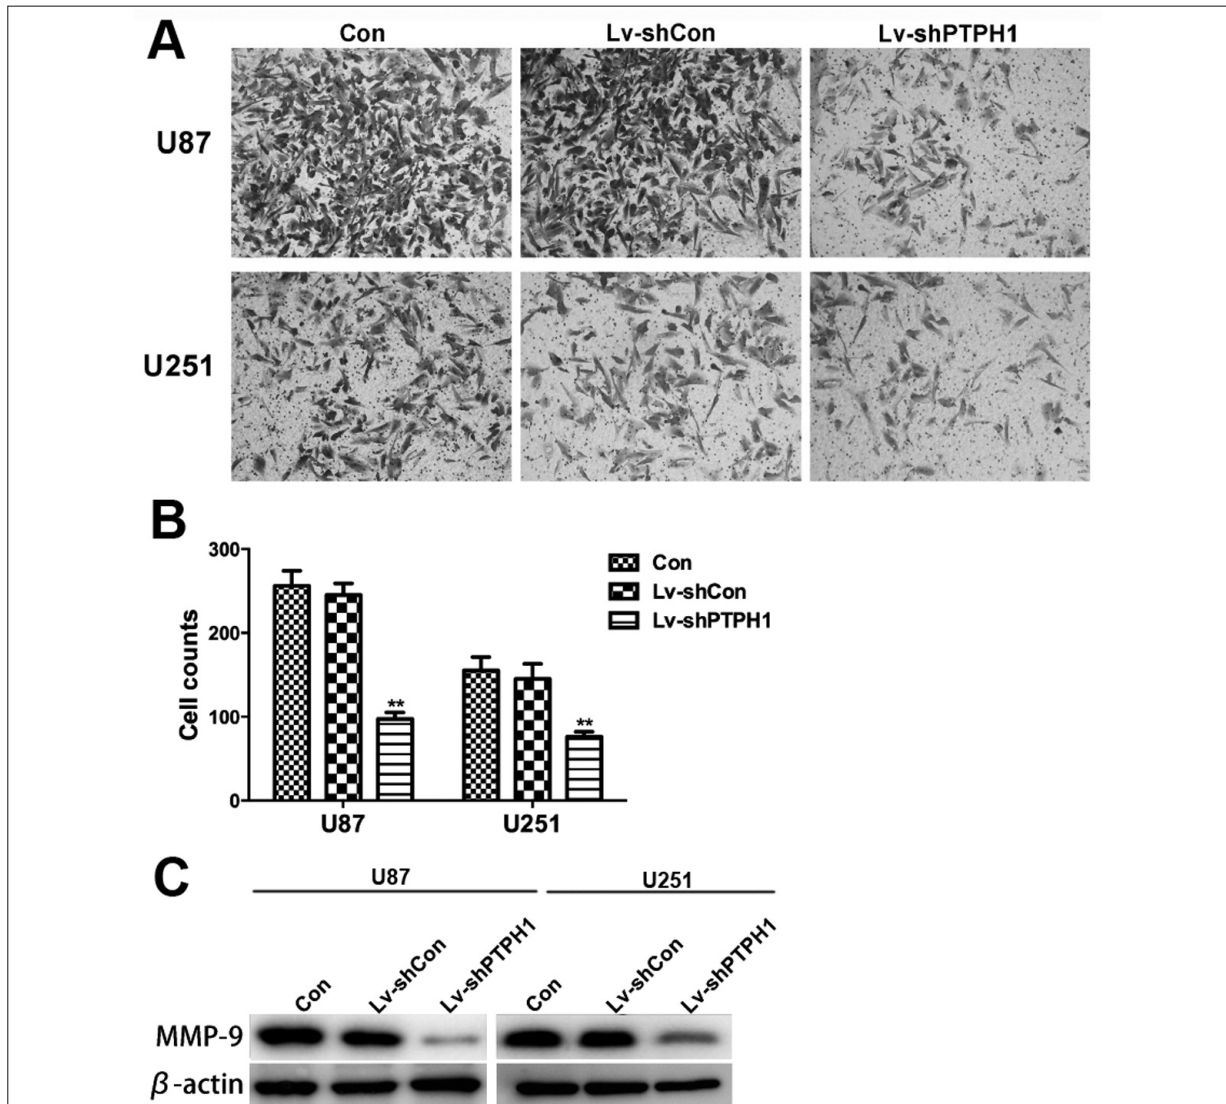 A
Con Lv-shCon Lv-shPTPH1
U87
U251
B
300
200
100
0
Cell counts
** **
U87 U251
Con
Lv-shCon
Lv-shPTPH1
C
U87 U251
Con Lv-shCon Lv-shPTPH1 Con Lv-shCon Lv-shPTPH1
MMP-9
β-actin